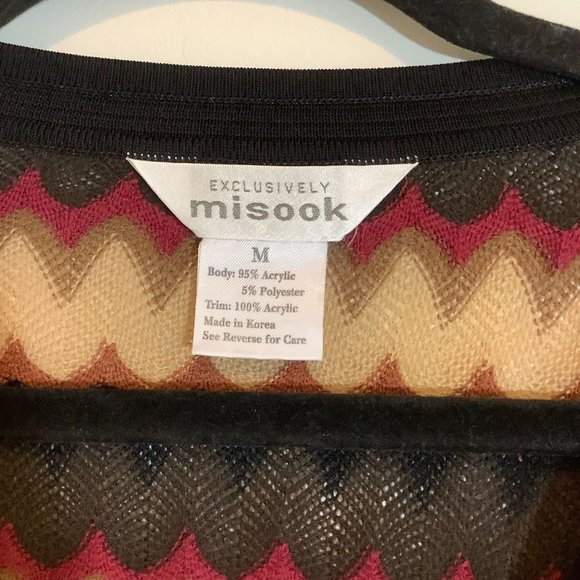 EXCLUSIVELY
misook
M
Body: 95% Acrylic
5% Polyester
Trim: 100% Acrylic
Made in Korea
See Reverse for Care